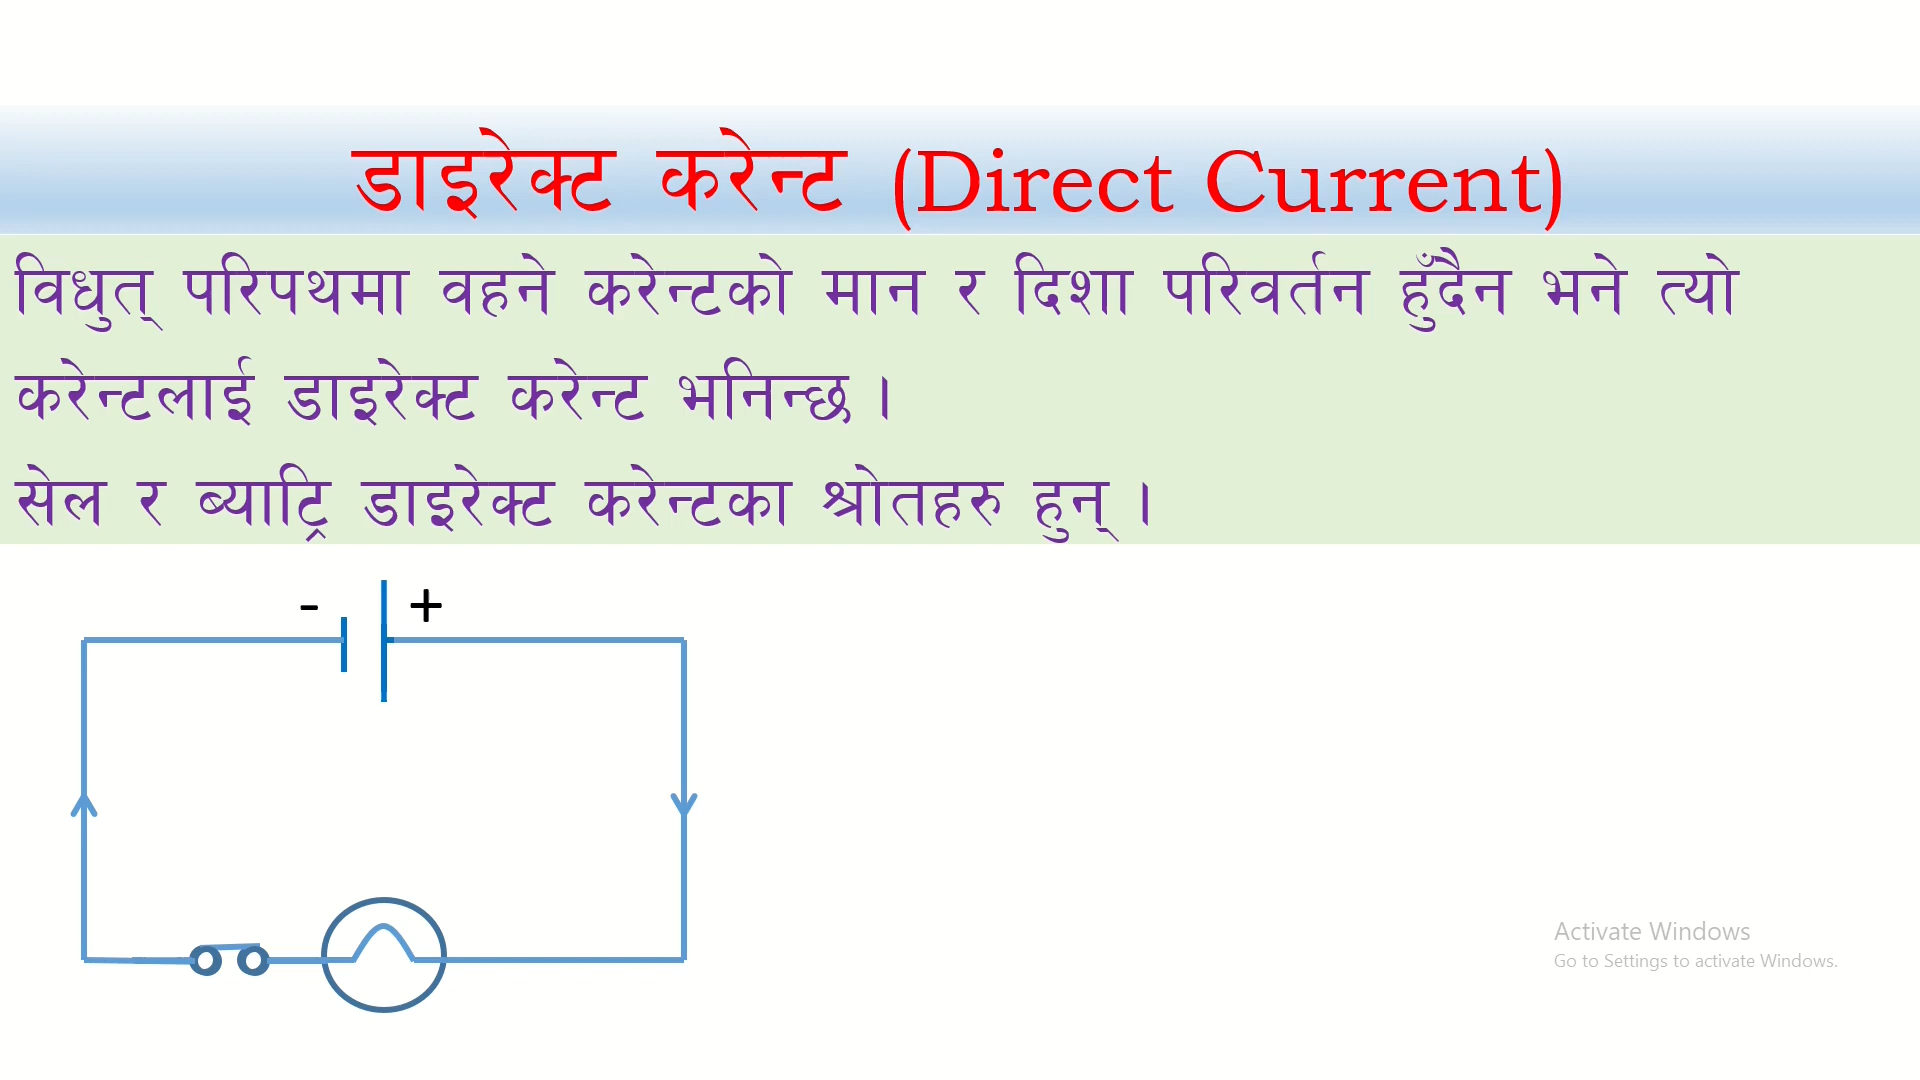 डाइरेक्ट करेन्ट (Direct Current)
विधुत् परिपथमा वहने करेन्टको मान र दिशा परिवर्तन हुँदैन भने त्यो
करेन्टलाई डाइरेक्ट करेन्ट भनिन्छ ।
सेल र ब्याट्रि डाइरेक्ट करेन्टका श्रोतहरु हुन् ।
- +
Activate Windows
Go to Settings to activate Windows.